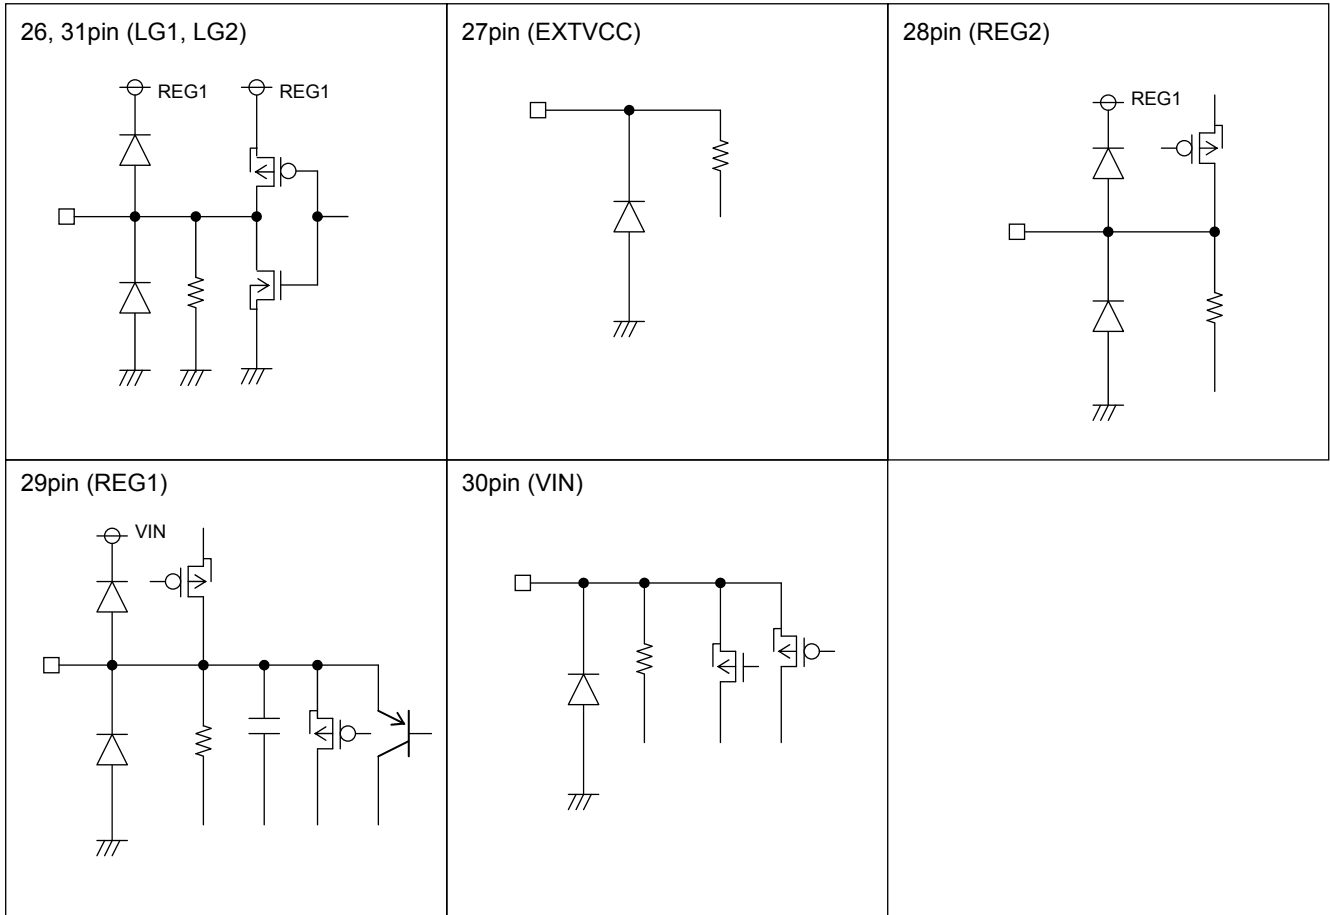 26, 31pin (LG1, LG2)
REG1
REG1
27pin (EXTVCC)
28pin (REG2)
REG1
29pin (REG1)
VIN
30pin (VIN)